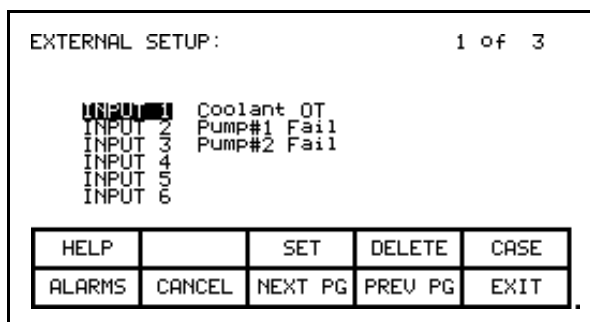 EXTERNAL SETUP: 1 of 3
INPUT 1 Coolant OT
INPUT 2 Pump#1 Fail
INPUT 3 Pump#2 Fail
INPUT 4
INPUT 5
INPUT 6
HELP SET DELETE CASE
ALARMS CANCEL NEXT PG PREV PG EXIT
.